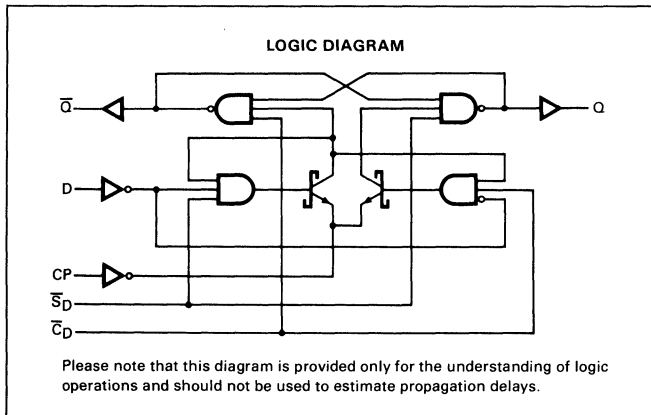 LOGIC DIAGRAM
Q̅ Q
D
CP
S̅D
C̅D
Please note that this diagram is provided only for the understanding of logic
operations and should not be used to estimate propagation delays.